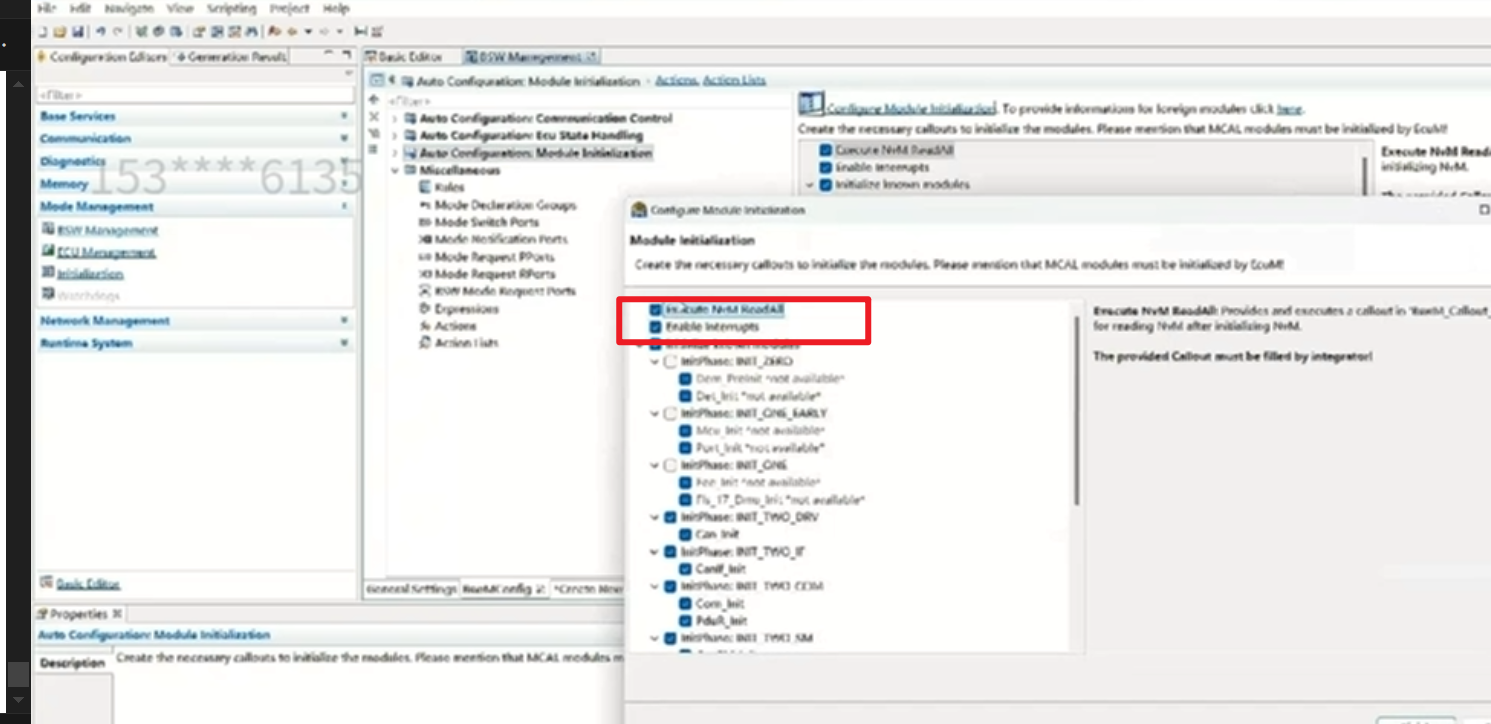 File Edit Navigate View Scripting Project Help
Configuration Editors Generation Result
Basic Editor BSW Management
<Filter>
Base Services
Communication
Diagnostics
Memory
Mode Management
BSW Management
ECU Management
Initialization
Watchdogs
Network Management
Runtime System
Basic Editor
153****6135
Auto Configuration: Module Initialization - Actions, Action Lists
<Filter>
Auto Configuration: Communication Control
Auto Configuration: Ecu State Handling
Auto Configuration: Module Initialization
Miscellaneous
Rules
Mode Declaration Groups
Mode Switch Ports
Mode Notification Ports
Mode Request PPorts
Mode Request RPorts
BSW Mode Request Ports
Expressions
Actions
Action Lists
General Settings BswMConfig *Create New
Configure Module Initialization. To provide informations for foreign modules click here.
Create the necessary callouts to initialize the modules. Please mention that MCAL modules must be initialized by EcuM!
Execute NvM ReadAll
Enable Interrupts
Initialize known modules
Execute NvM Reada
initializing NvM.
The provided Callou
Configure Module Initialization
Module Initialization
Create the necessary callouts to initialize the modules. Please mention that MCAL modules must be initialized by EcuM!
Execute NvM ReadAll
Enable Interrupts
Initialize known modules
InitPhase: INIT_ZERO
Dem_PreInit *not available*
Det_Init *not available*
InitPhase: INIT_ONE_EARLY
Mcu_Init *not available*
Port_Init *not available*
InitPhase: INIT_ONE
Fee_Init *not available*
Fls_17_Dmu_Init *not available*
InitPhase: INIT_TWO_DRV
Can_Init
InitPhase: INIT_TWO_IF
CanIf_Init
InitPhase: INIT_TWO_COM
Com_Init
PduR_Init
InitPhase: INIT_TWO_SM
Execute NvM ReadAll: Provides and executes a callout in 'BswM_Callout_
for reading NvM after initializing NvM.
The provided Callout must be filled by integrator!
Properties
Auto Configuration: Module Initialization
Description Create the necessary callouts to initialize the modules. Please mention that MCAL modules m